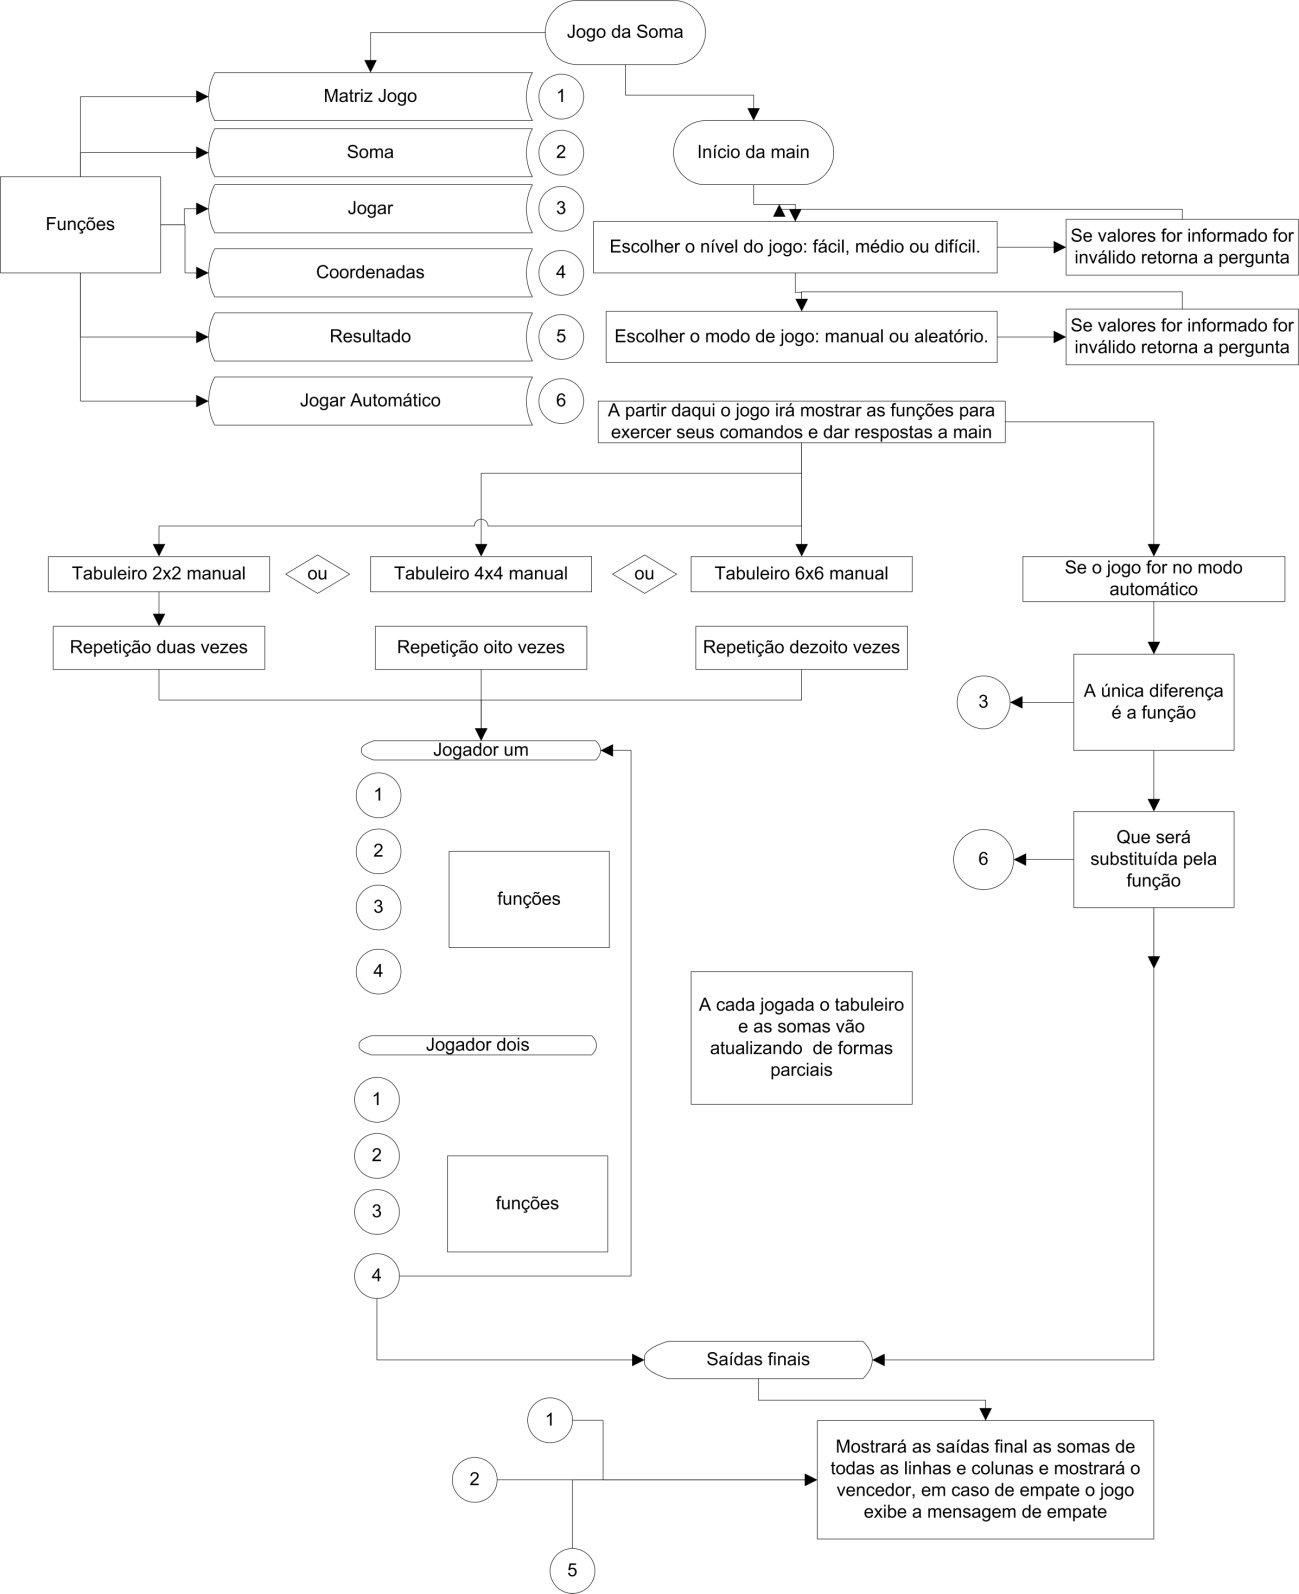 Jogo da Soma
Matriz Jogo
1
Soma
2
Início da main
Funções
Jogar
3
Coordenadas
4
Escolher o nível do jogo: fácil, médio ou difícil.
Se valores for informado for
inválido retorna a pergunta
Resultado
5
Escolher o modo de jogo: manual ou aleatório.
Se valores for informado for
inválido retorna a pergunta
Jogar Automático
6
A partir daqui o jogo irá mostrar as funções para
exercer seus comandos e dar respostas a main
Tabuleiro 2x2 manual
ou
Tabuleiro 4x4 manual
ou
Tabuleiro 6x6 manual
Se o jogo for no modo
automático
Repetição duas vezes
Repetição oito vezes
Repetição dezoito vezes
3
A única diferença
é a função
Jogador um
1
2
3
4
funções
6
Que será
substituída pela
função
A cada jogada o tabuleiro
e as somas vão
atualizando  de formas
parciais
Jogador dois
1
2
3
4
funções
Saídas finais
1
2
5
Mostrará as saídas final as somas de
todas as linhas e colunas e mostrará o
vencedor, em caso de empate o jogo
exibe a mensagem de empate